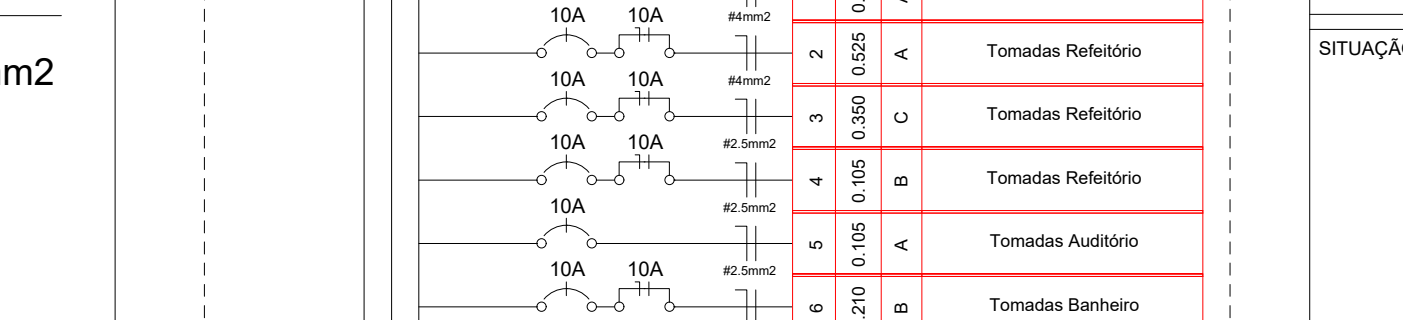 10A 10A #4mm2 0. A
m2 2 0.525 A Tomadas Refeitório SITUAÇÃ
10A 10A #4mm2
3 0.350 C Tomadas Refeitório
10A 10A #2.5mm2
4 0.105 B Tomadas Refeitório
10A #2.5mm2
5 0.105 A Tomadas Auditório
10A 10A #2.5mm2
6 .210 B Tomadas Banheiro